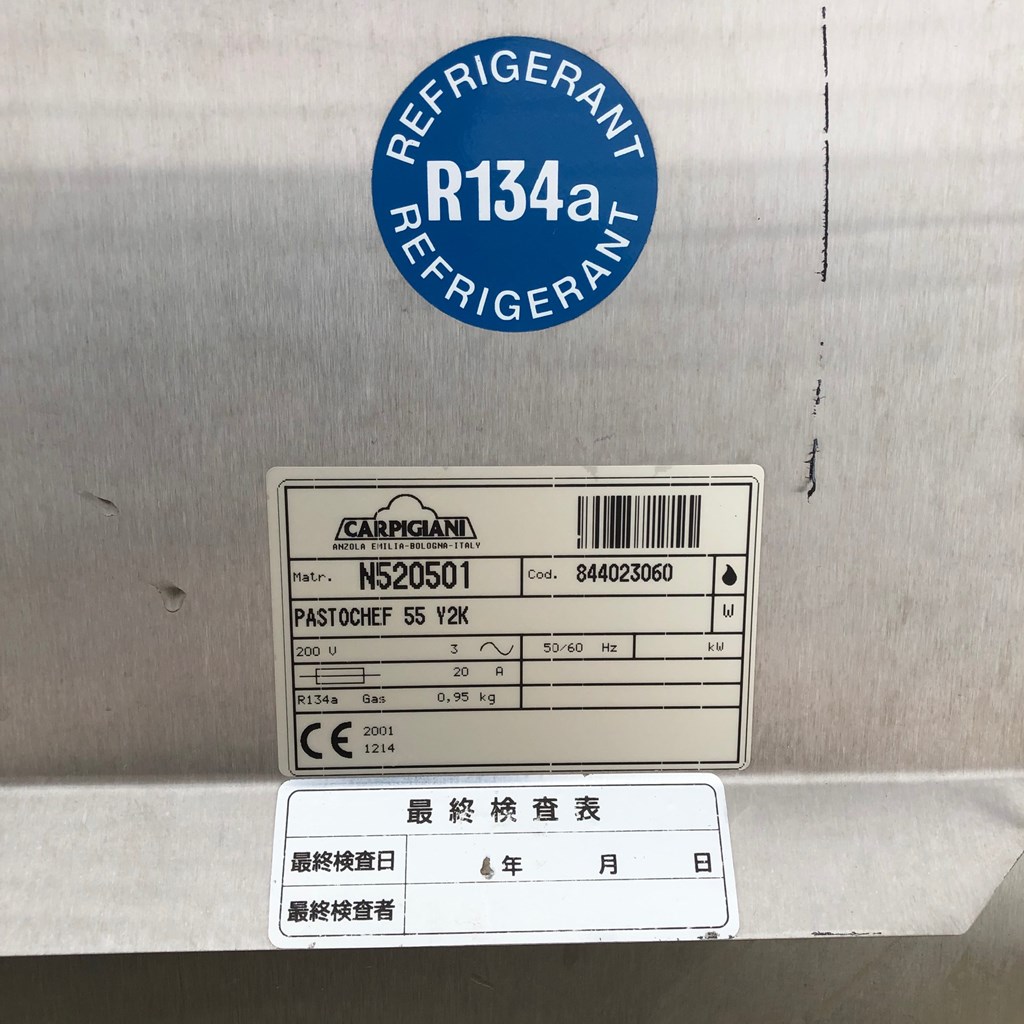 REFRIGERANT
R134a
REFRIGERANT
CARPIGIANI
ANZOLA EMILIA-BOLOGNA-ITALY
Matr. N520501 Cod. 844023060
PASTOCHEF 55 Y2K W
200 V 3 50/60 Hz kW
20 A
R134a Gas 0,95 kg
CE 2001
1214
最終検査表
最終検査日 年 月 日
最終検査者